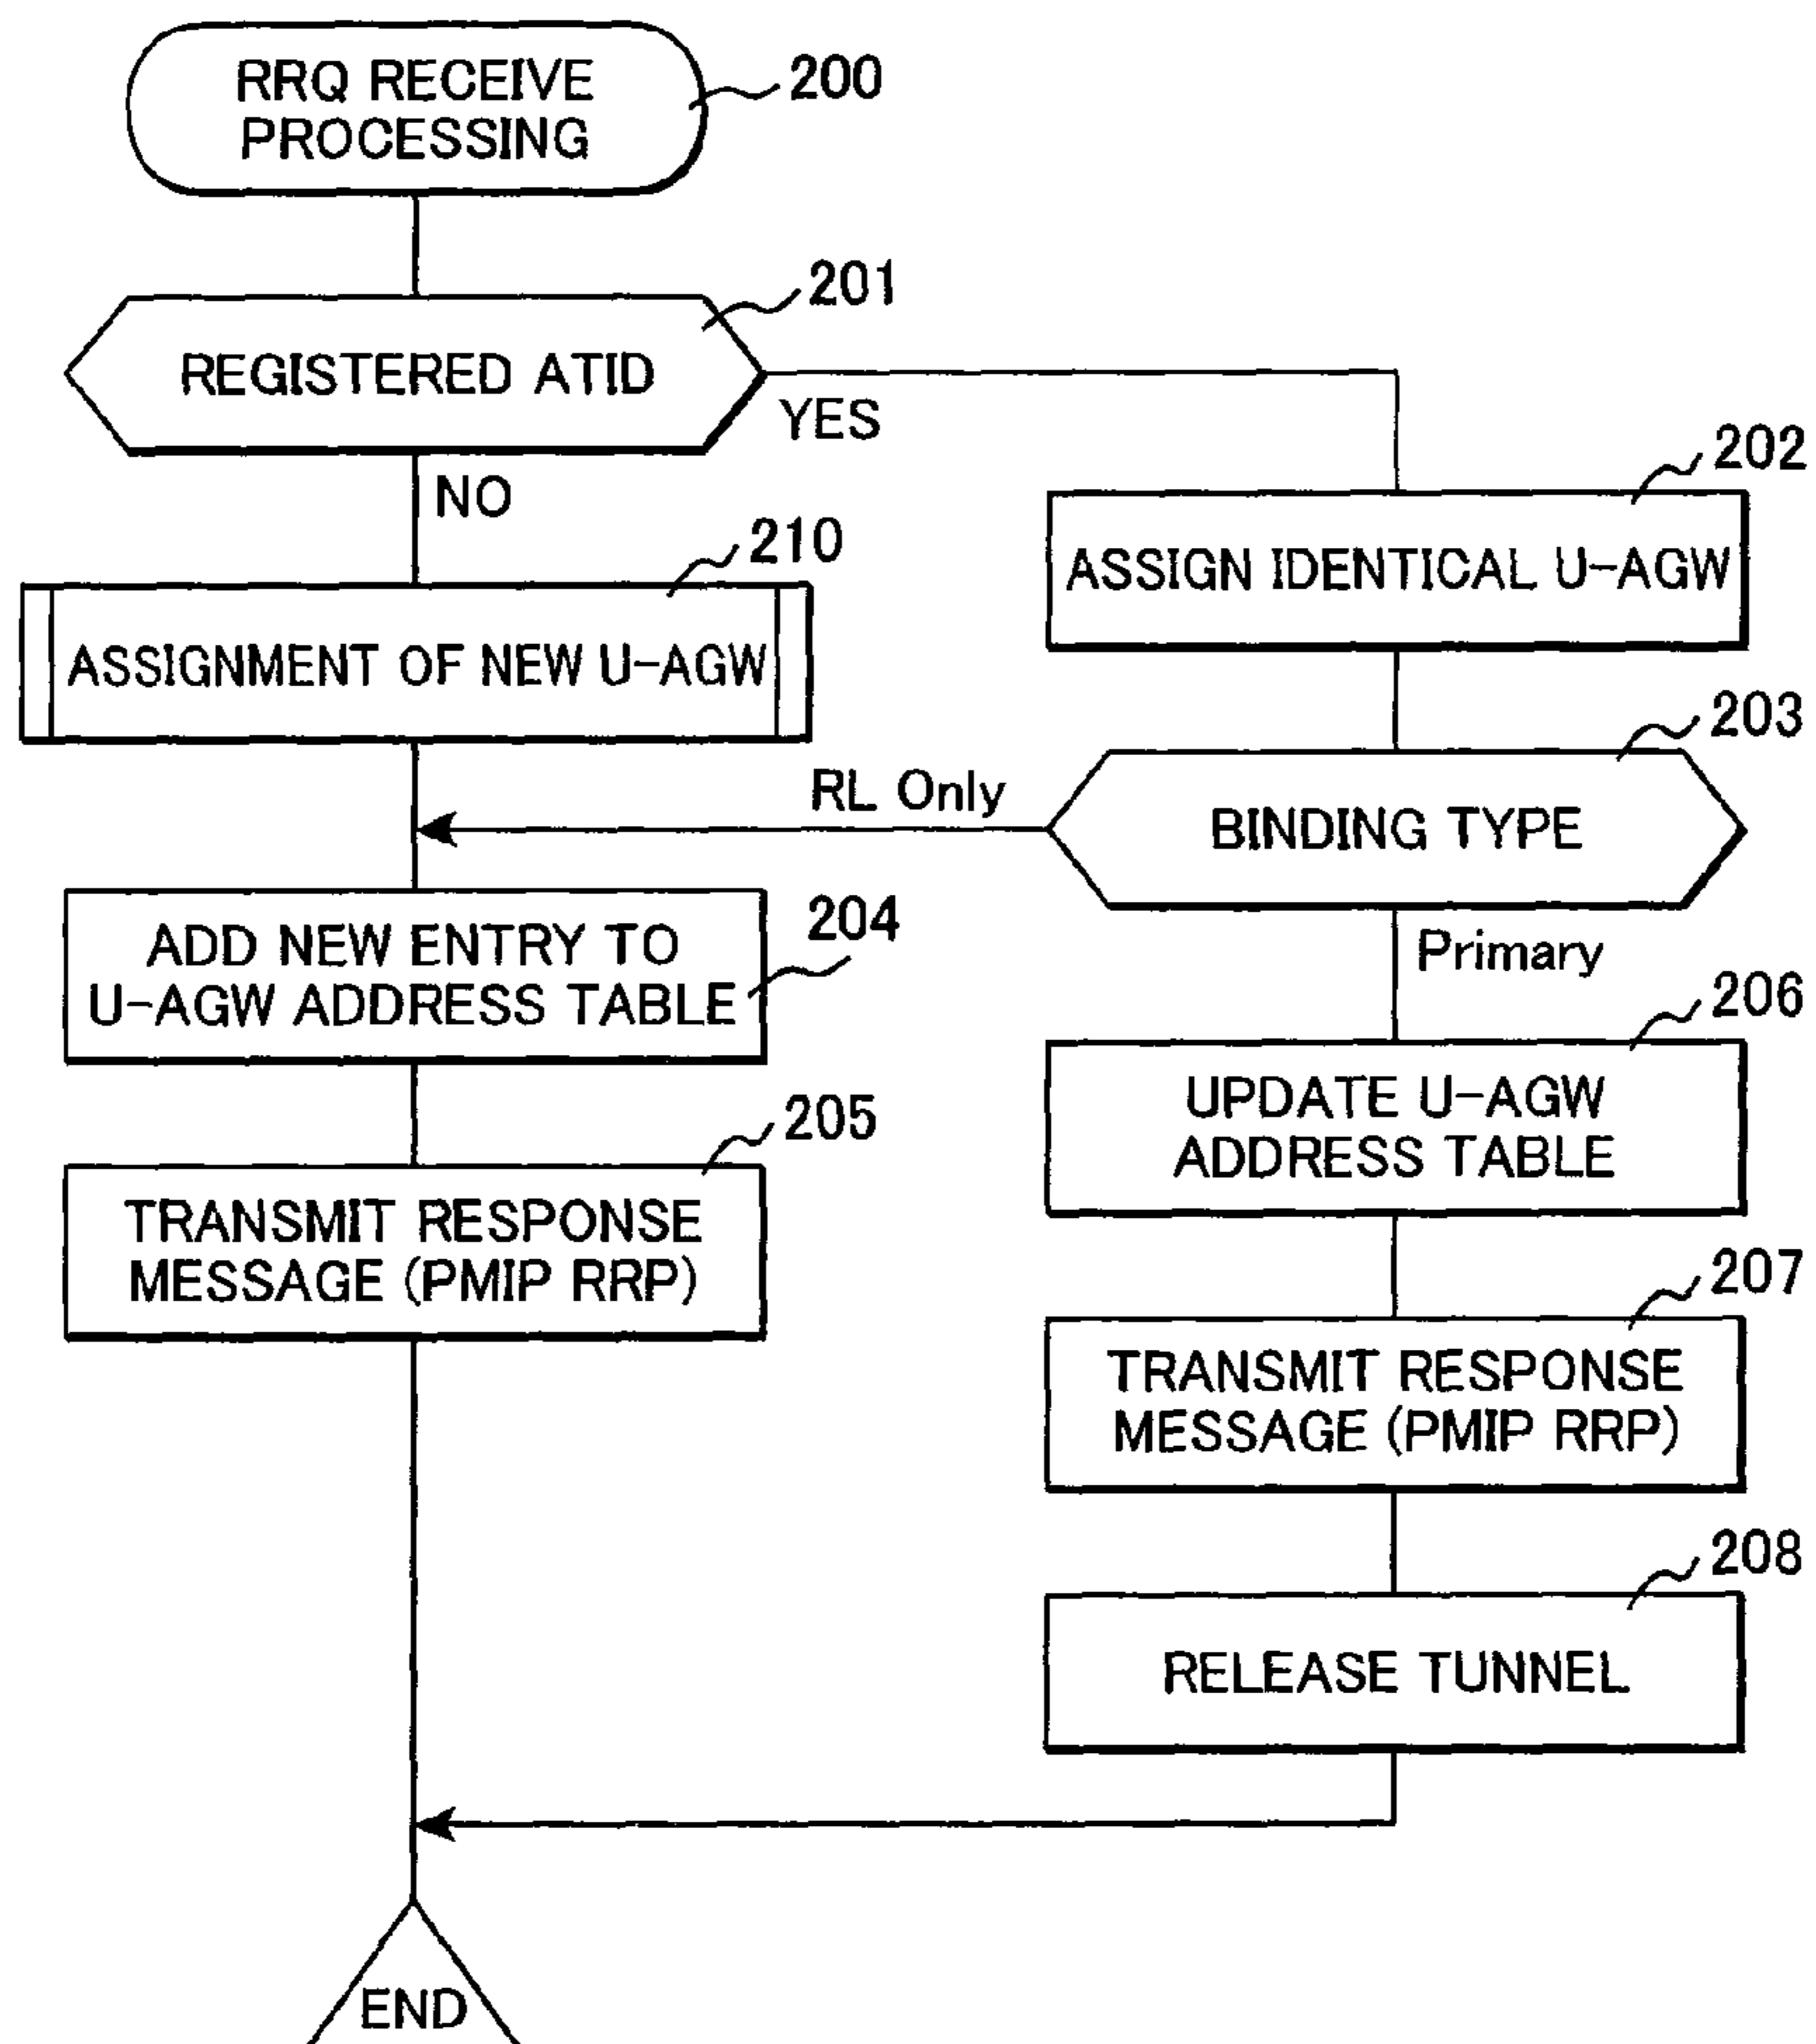 RRQ RECEIVE
PROCESSING
200
REGISTERED ATID
201
YES
NO
202
ASSIGN IDENTICAL U-AGW
210
ASSIGNMENT OF NEW U-AGW
203
BINDING TYPE
RL Only
Primary
204
ADD NEW ENTRY TO
U-AGW ADDRESS TABLE
206
UPDATE U-AGW
ADDRESS TABLE
205
TRANSMIT RESPONSE
MESSAGE (PMIP RRP)
207
TRANSMIT RESPONSE
MESSAGE (PMIP RRP)
208
RELEASE TUNNEL
END